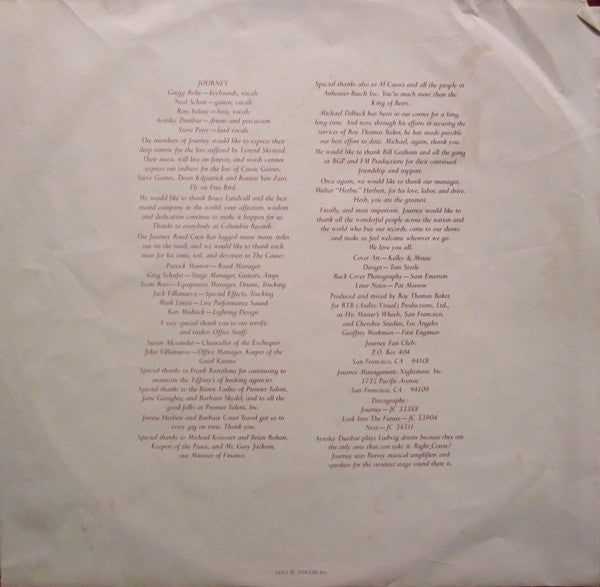 JOURNEY
Gregg Rolie—keyboards, vocals
Neal Schon—guitar, vocals
Ross Valory—bass, vocals
Aynsley Dunbar—drums and percussion
Steve Perry—lead vocals
The members of Journey would like to express their
deep sorrow for the loss suffered by Lynyrd Skynyrd.
Their music will live on forever, and words cannot
express our sadness for the loss of Cassie Gaines,
Steve Gaines, Dean Kilpatrick and Ronnie Van Zant.
Fly on Free Bird.
We would like to thank Bruce Lundvall and the best
record company in the world; your affection, wisdom
and dedication continue to make it happen for us.
Thanks to everybody at Columbia Records.
The Journey Road Crew has logged many many miles
out on the road, and we would like to thank each
man for his time, toil, and devotion to The Cause:
Patrick Morrow—Road Manager
Greg Schafer—Stage Manager, Guitars, Amps
Scott Ross—Equipment Manager, Drums, Trucking
Jack Villanueva—Special Effects, Trucking
Mark Umett—Live Performance Sound
Ken Mednick—Lighting Design
A very special thank you to our terrific
and tireless Office Staff:
Susan Alexander—Chancellor of the Exchequer
John Villanueva—Office Manager, Keeper of the
Good Karma
Special thanks to Frank Barsalona for continuing to
maintain the Tiffany's of booking agencies.
Special thanks to the Bionic Ladies of Premier Talent,
Jane Geraghty, and Barbara Skydel, and to all the
good folks at Premier Talent, Inc.
Jonnie Herbert and Barbary Coast Travel got us to
every gig on time. Thank you.
Special thanks to Michael Krassner and Brian Rohan,
Keepers of the Peace; and Mr. Gary Jackson,
our Minister of Finance.
Special thanks also to Al Canosi and all the people at
Anheuser-Busch Inc. You're much more than the
King of Beers.
Michael Dilbeck has been in our corner for a long,
long time. And now, through his efforts in securing the
services of Roy Thomas Baker, he has made possible
our best effort to date. Michael, again, thank you.
We would like to thank Bill Graham and all the gang
at BGP and FM Productions for their continued
friendship and support.
Once again, we would like to thank our manager,
Walter "Herbie" Herbert, for his love, labor, and drive.
Herb, you are the greatest.
Finally, and most important, Journey would like to
thank all the wonderful people across the nation and
the world who buy our records, come to our shows
and make us feel welcome wherever we go.
We love you all.
Cover Art—Kelley & Mouse
Design—Tom Steele
Back Cover Photography—Sam Emerson
Liner Notes—Pat Morrow
Produced and mixed by Roy Thomas Baker,
for RTB (Audio Visual) Productions, Ltd.,
at His Master's Wheels, San Francisco,
and Cherokee Studios, Los Angeles
Geoffrey Workman—First Engineer
Journey Fan Club:
P.O. Box 404
San Francisco, CA 94101
Journey Management: Nightmare, Inc.
1735 Pacific Avenue
San Francisco, CA 94109
Discography:
Journey—JC 33388
Look Into The Future—JC 33904
Next—JC 34311
Aynsley Dunbar plays Ludwig drums because they are
the only ones that can take it. Right, Count?
Journey uses Peavey musical amplifiers and
speakers for the sweetest stage sound there is.
© 1978 CBS Inc.